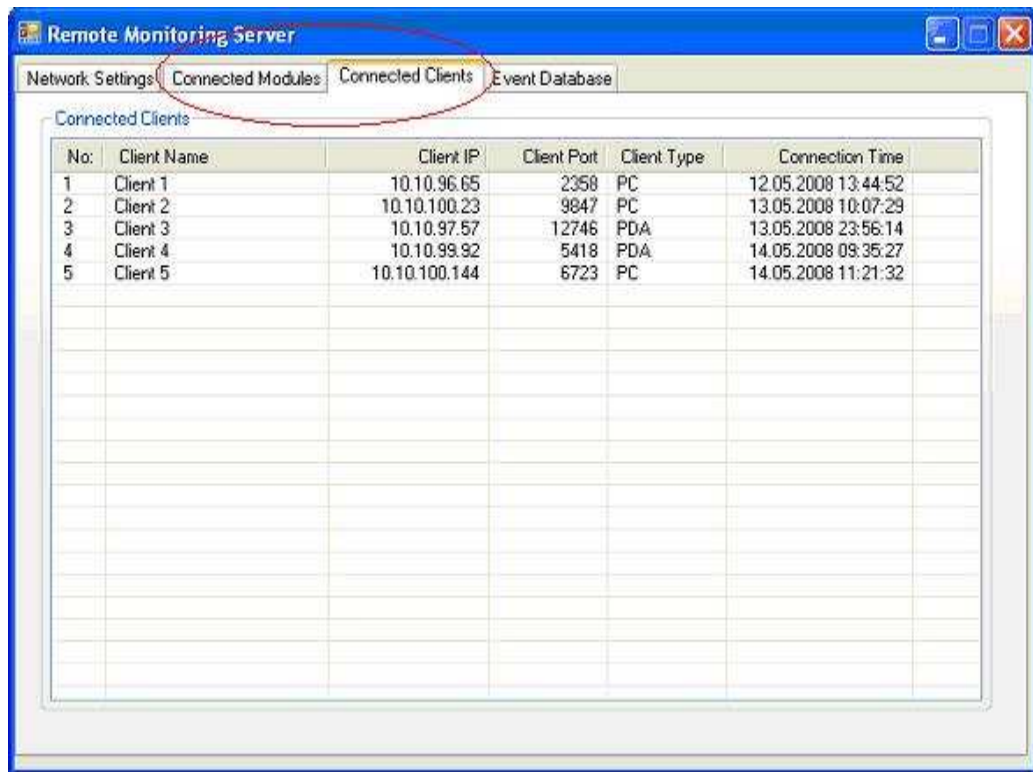 Remote Monitoring Server
Network Settings Connected Modules Connected Clients Event Database
Connected Clients
No: Client Name Client IP Client Port Client Type Connection Time
1 Client 1 10.10.96.65 2358 PC 12.05.2008 13:44:52
2 Client 2 10.10.100.23 9847 PC 13.05.2008 10:07:29
3 Client 3 10.10.97.57 12746 PDA 13.05.2008 23:56:14
4 Client 4 10.10.99.92 5418 PDA 14.05.2008 09:35:27
5 Client 5 10.10.100.144 6723 PC 14.05.2008 11:21:32